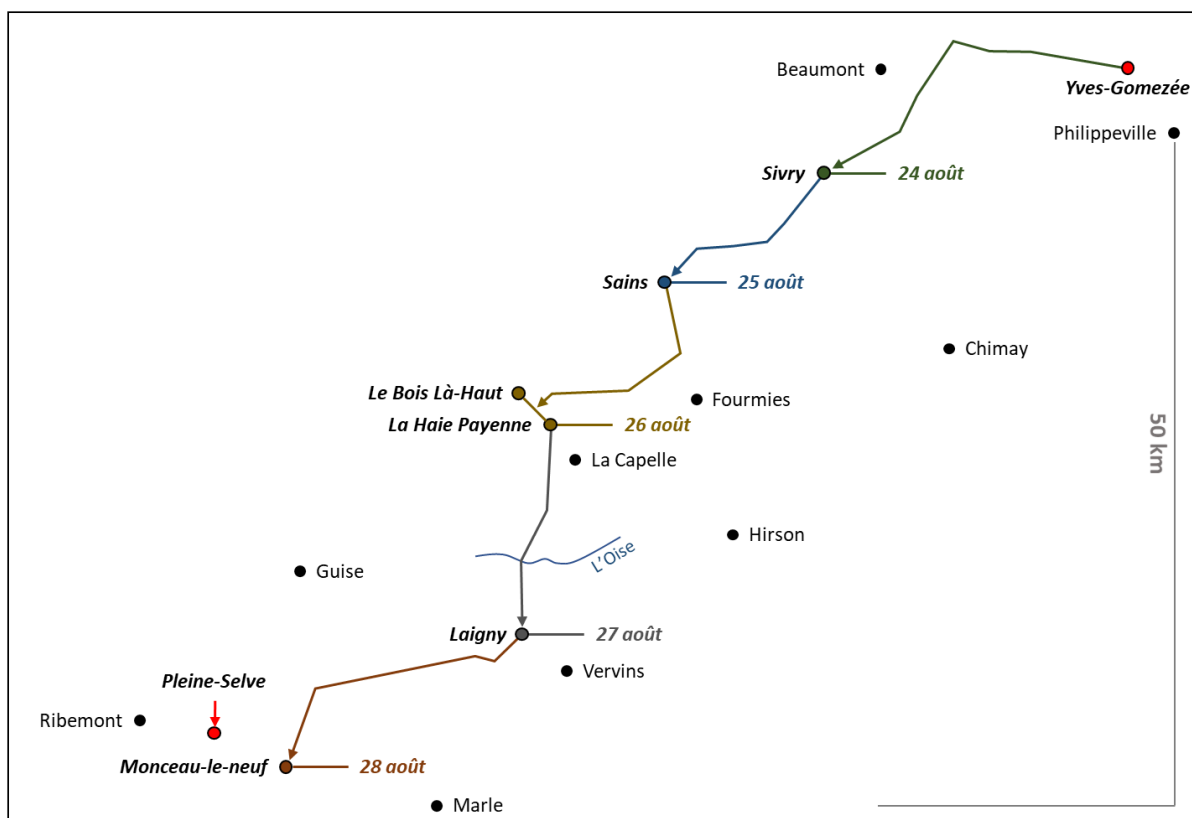 Beaumont
Yves-Gomezée
Philippeville
Sivry
24 août
Sains
25 août
Chimay
Le Bois Là-Haut
Fourmies
La Haie Payenne
26 août
50 km
La Capelle
Hirson
L'Oise
Guise
Laigny
27 août
Vervins
Pleine-Selve
Ribemont
Monceau-le-neuf
28 août
Marle